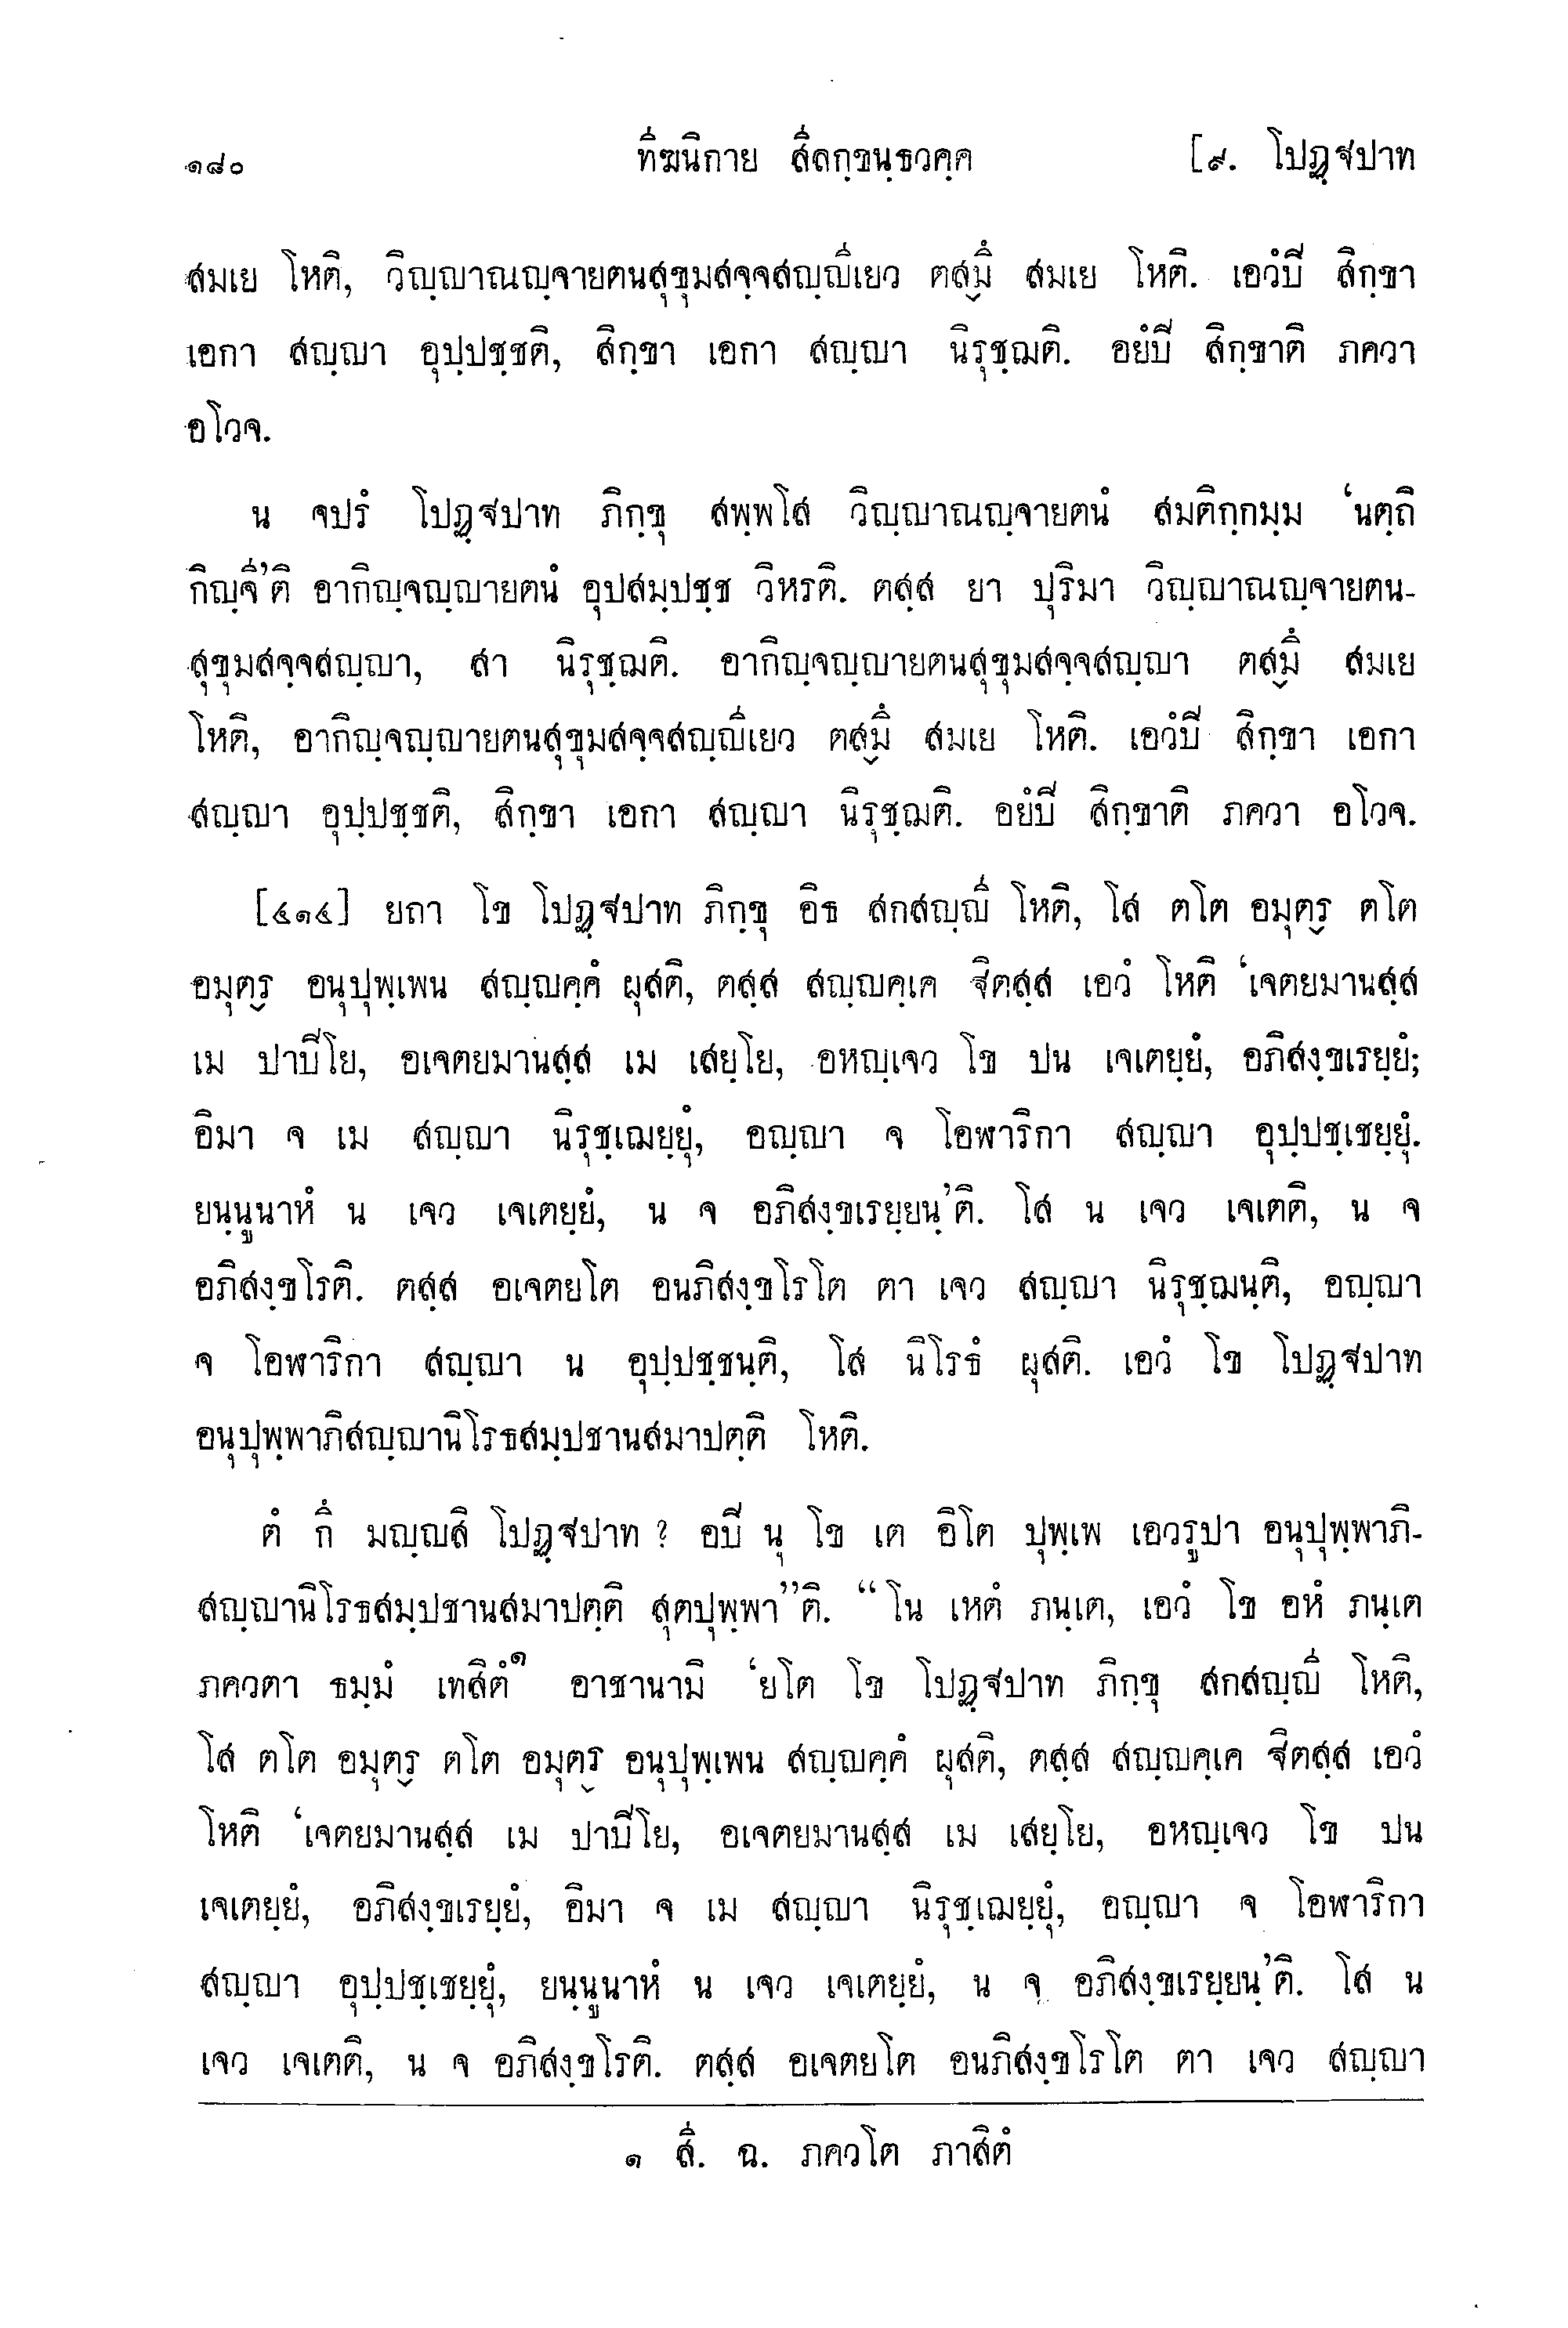 ๑๘๐ ทีฆนิกาย สีลกฺขนฺธวคฺค [๙. โปฏฺฐปาท
สมเย โหติ, วิญฺญาณญฺจายตนสุขุมสจฺจสญฺญีเยว ตสฺมึ สมเย โหติ. เอวํปิ สิกฺขา
เอกา สญฺญา อุปฺปชฺชติ, สิกฺขา เอกา สญฺญา นิรุชฺฌติ. อยํปิ สิกฺขาติ ภควา
อโวจ.
น จปรํ โปฏฺฐปาท ภิกฺขุ สพฺพโส วิญฺญาณญฺจายตนํ สมติกฺกมฺม ‘นตฺถิ
กิญฺจี’ติ อากิญฺจญฺญายตนํ อุปสมฺปชฺช วิหรติ. ตสฺส ยา ปุริมา วิญฺญาณญฺจายตน-
สุขุมสจฺจสญฺญา, สา นิรุชฺฌติ. อากิญฺจญฺญายตนสุขุมสจฺจสญฺญา ตสฺมึ สมเย
โหติ, อากิญฺจญฺญายตนสุขุมสจฺจสญฺญีเยว ตสฺมึ สมเย โหติ. เอวํปิ สิกฺขา เอกา
สญฺญา อุปฺปชฺชติ, สิกฺขา เอกา สญฺญา นิรุชฺฌติ. อยํปิ สิกฺขาติ ภควา อโวจ.
[๔๑๔] ยถา โข โปฏฺฐปาท ภิกฺขุ อิธ สกสญฺญี โหติ, โส ตโต อมุตฺร ตโต
อมุตฺร อนุปุพฺเพน สญฺญคฺคํ ผุสติ, ตสฺส สญฺญคฺเค ฐิตสฺส เอวํ โหติ ‘เจตยมานสฺส
เม ปาปิโย, อเจตยมานสฺส เม เสยฺโย, อหญฺเจว โข ปน เจเตยฺยํ, อภิสงฺขเรยฺยํ;
อิมา จ เม สญฺญา นิรุชฺเฌยฺยุํ, อญฺญา จ โอฬาริกา สญฺญา อุปฺปชฺเชยฺยุํ.
ยนฺนูนาหํ น เจว เจเตยฺยํ, น จ อภิสงฺขเรยฺยนฺ’ติ. โส น เจว เจเตติ, น จ
อภิสงฺขโรติ. ตสฺส อเจตยโต อนภิสงฺขโรโต ตา เจว สญฺญา นิรุชฺฌนฺติ, อญฺญา
จ โอฬาริกา สญฺญา น อุปฺปชฺชนฺติ, โส นิโรธํ ผุสติ. เอวํ โข โปฏฺฐปาท
อนุปุพฺพาภิสญฺญานิโรธสมฺปชานสมาปตฺติ โหติ.
ตํ กึ มญฺญสิ โปฏฺฐปาท ? อปิ นุ โข เต อิโต ปุพฺเพ เอวรูปา อนุปุพฺพาภิ-
สญฺญานิโรธสมฺปชานสมาปตฺติ สุตปุพฺพา”ติ. “โน เหตํ ภนฺเต, เอวํ โข อหํ ภนฺเต
ภควตา ธมฺมํ เทสิตํ๑ อาชานามิ ‘ยโต โข โปฏฺฐปาท ภิกฺขุ สกสญฺญี โหติ,
โส ตโต อมุตฺร ตโต อมุตฺร อนุปุพฺเพน สญฺญคฺคํ ผุสติ, ตสฺส สญฺญคฺเค ฐิตสฺส เอวํ
โหติ ‘เจตยมานสฺส เม ปาปิโย, อเจตยมานสฺส เม เสยฺโย, อหญฺเจว โข ปน
เจเตยฺยํ, อภิสงฺขเรยฺยํ, อิมา จ เม สญฺญา นิรุชฺเฌยฺยุํ, อญฺญา จ โอฬาริกา
สญฺญา อุปฺปชฺเชยฺยุํ, ยนฺนูนาหํ น เจว เจเตยฺยํ, น จ อภิสงฺขเรยฺยนฺ’ติ. โส น
เจว เจเตติ, น จ อภิสงฺขโรติ. ตสฺส อเจตยโต อนภิสงฺขโรโต ตา เจว สญฺญา
๑ สี. ฉ. ภควโต ภาสิตํ